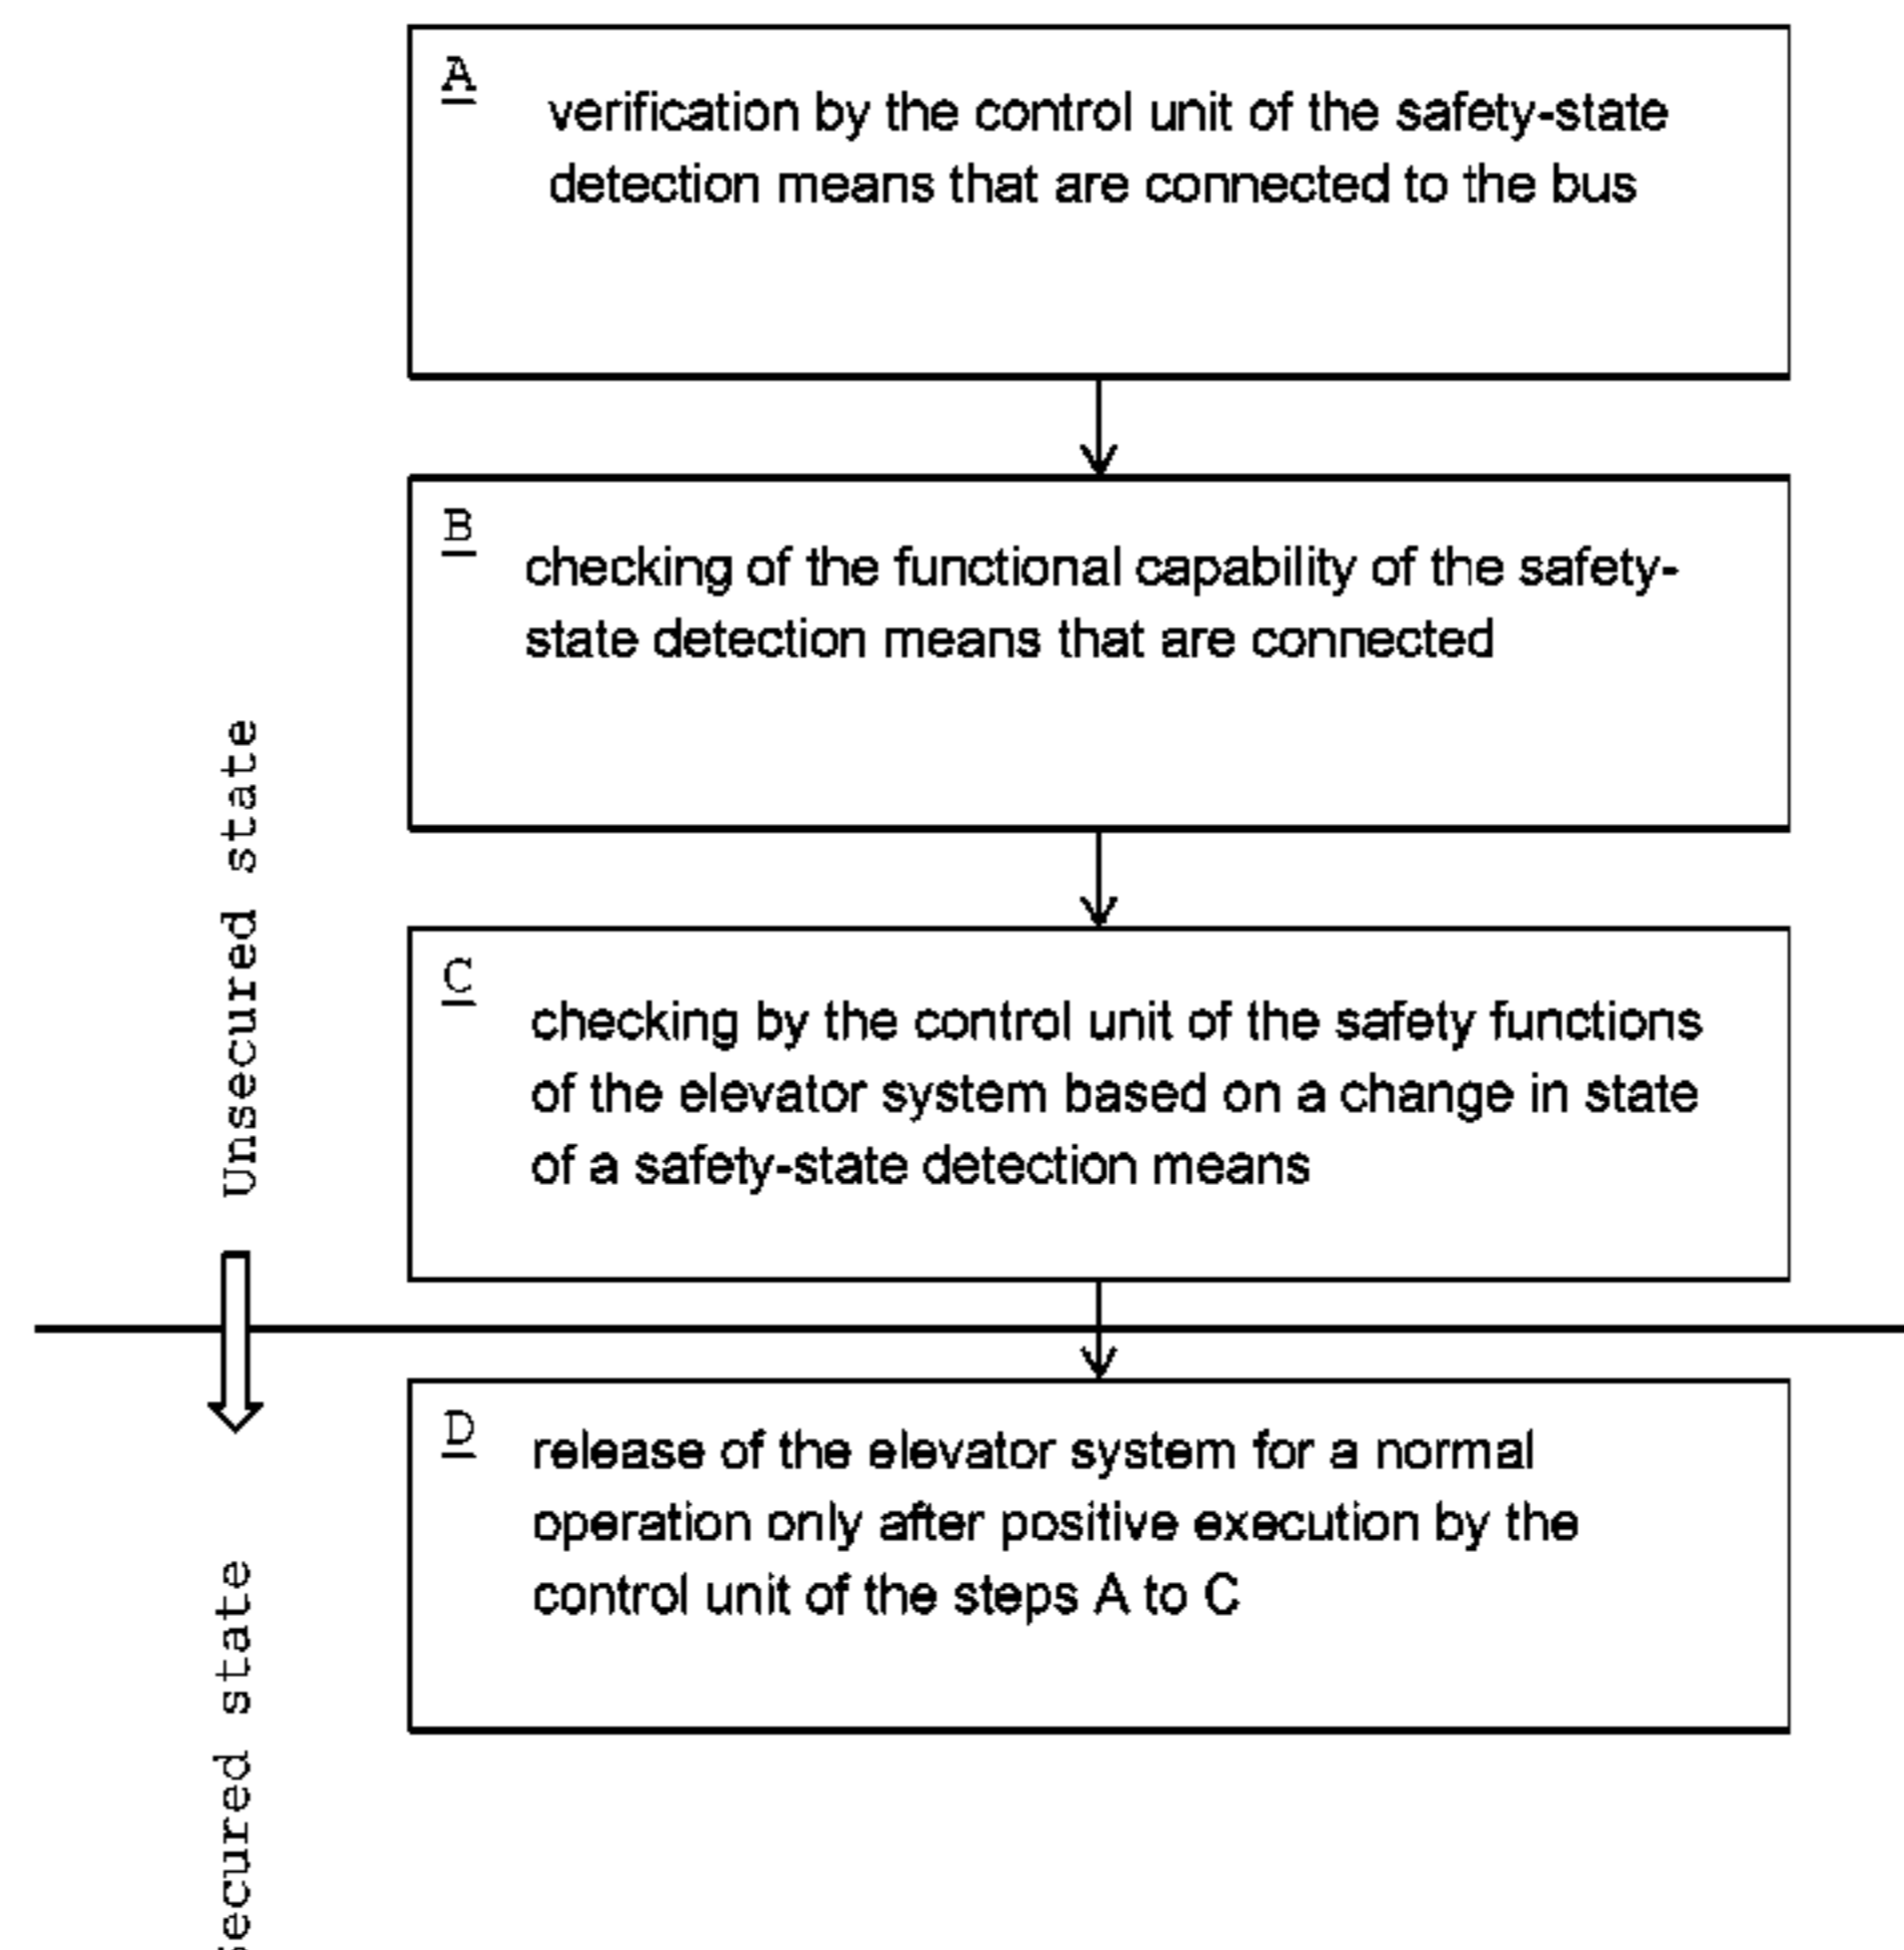 A
verification by the control unit of the safety-state
detection means that are connected to the bus
B
checking of the functional capability of the safety-
state detection means that are connected
C
checking by the control unit of the safety functions
of the elevator system based on a change in state
of a safety-state detection means
Unsecured state
D
release of the elevator system for a normal
operation only after positive execution by the
control unit of the steps A to C
Secured state